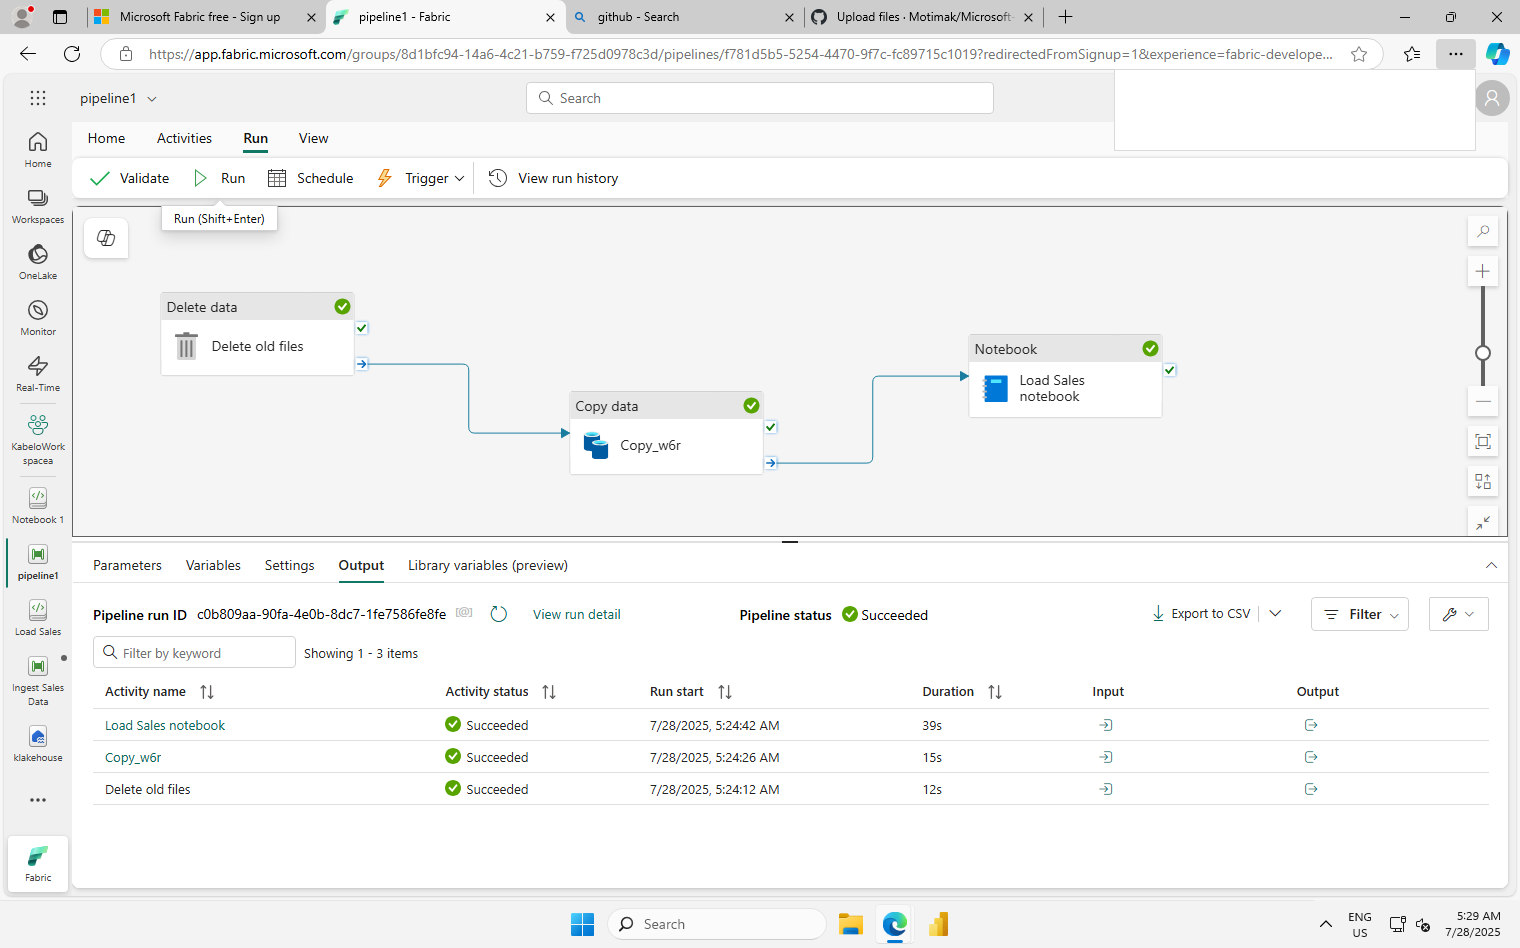 Microsoft Fabric free - Sign up
pipeline1 - Fabric
github - Search
Upload files · Motimak/Microsoft-
https://app.fabric.microsoft.com/groups/8d1bfc94-14a6-4c21-b759-f725d0978c3d/pipelines/f781d5b5-5254-4470-9f7c-fc89715c1019?redirectedFromSignup=1&experience=fabric-develope...
pipeline1
Search
Home
Activities
Run
View
Validate
Run
Schedule
Trigger
View run history
Run (Shift+Enter)
Home
Workspaces
OneLake
Monitor
Real-Time
KabeloWork
spacea
Notebook 1
pipeline1
Load Sales
Ingest Sales
Data
klakehouse
Fabric
Delete data
Delete old files
Copy data
Copy_w6r
Notebook
Load Sales
notebook
Parameters
Variables
Settings
Output
Library variables (preview)
Pipeline run ID c0b809aa-90fa-4e0b-8dc7-1fe7586fe8fe [@]
View run detail
Pipeline status Succeeded
Export to CSV
Filter
Filter by keyword
Showing 1 - 3 items
Activity name Activity status Run start Duration Input Output
Load Sales notebook Succeeded 7/28/2025, 5:24:42 AM 39s
Copy_w6r Succeeded 7/28/2025, 5:24:26 AM 15s
Delete old files Succeeded 7/28/2025, 5:24:12 AM 12s
Search
ENG
US
5:29 AM
7/28/2025